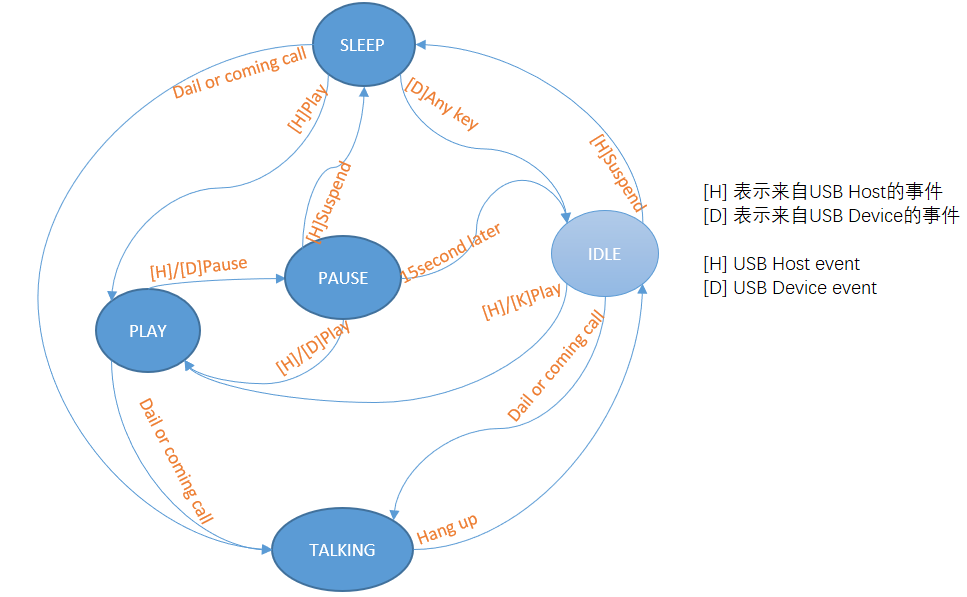 SLEEP
Dail or coming call
[H]Play
[D]Any key
[H]Suspend
[H]Suspend
[H] 表示来自USB Host的事件
[D] 表示来自USB Device的事件
[H] USB Host event
[D] USB Device event
15second later
IDLE
[H]/[D]Pause
PAUSE
[H]/[K]Play
PLAY
[H]/[D]Play
Dail or coming call
Dail or coming call
Hang up
TALKING